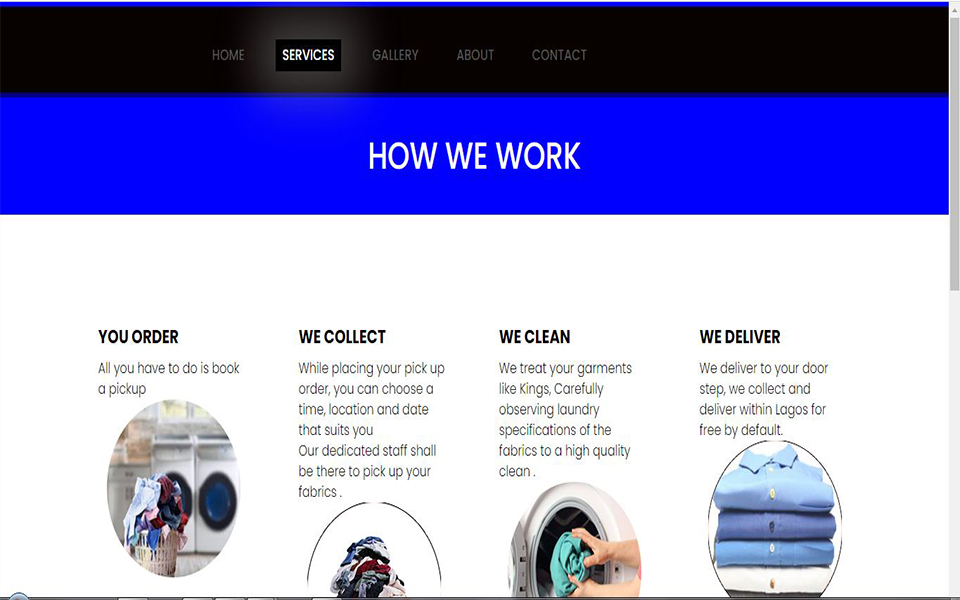 HOME SERVICES GALLERY ABOUT CONTACT
HOW WE WORK
YOU ORDER
All you have to do is book
a pickup
WE COLLECT
While placing your pick up
order, you can choose a
time, location and date
that suits you
Our dedicated staff shall
be there to pick up your
fabrics .
WE CLEAN
We treat your garments
like Kings, Carefully
observing laundry
specifications of the
fabrics to a high quality
clean .
WE DELIVER
We deliver to your door
step, we collect and
deliver within Lagos for
free by default.